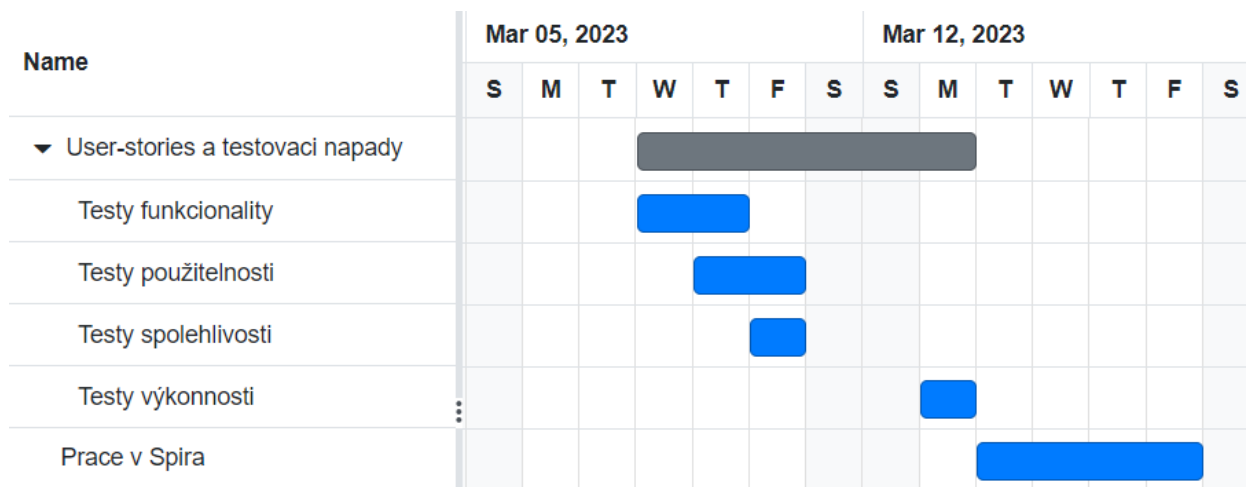 Name
Mar 05, 2023 Mar 12, 2023
S M T W T F S S M T W T F S
User-stories a testovaci napady
Testy funkcionality
Testy použitelnosti
Testy spolehlivosti
Testy výkonnosti
Prace v Spira